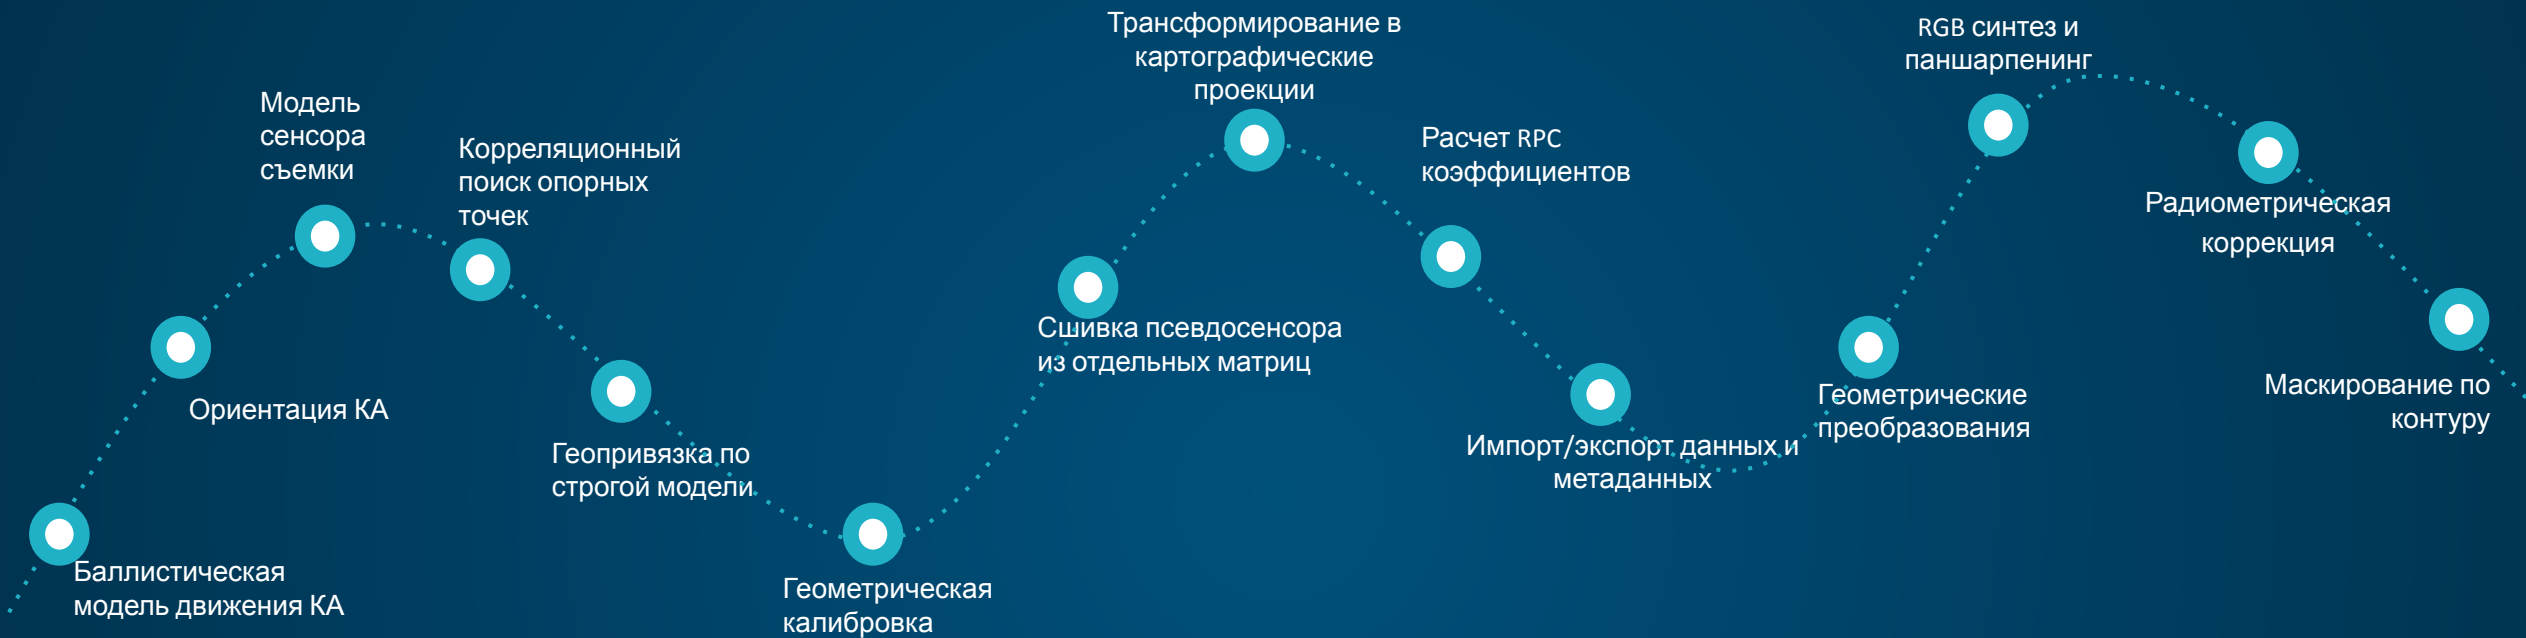 Баллистическая
модель движения КА
Ориентация КА
Модель
сенсора
съемки
Корреляционный
поиск опорных
точек
Геопривязка по
строгой модели
Геометрическая
калибровка
Сшивка псевдосенсора
из отдельных матриц
Трансформирование в
картографические
проекции
Расчет RPC
коэффициентов
Импорт/экспорт данных и
метаданных
Геометрические
преобразования
RGB синтез и
паншарпенинг
Радиометрическая
коррекция
Маскирование по
контуру